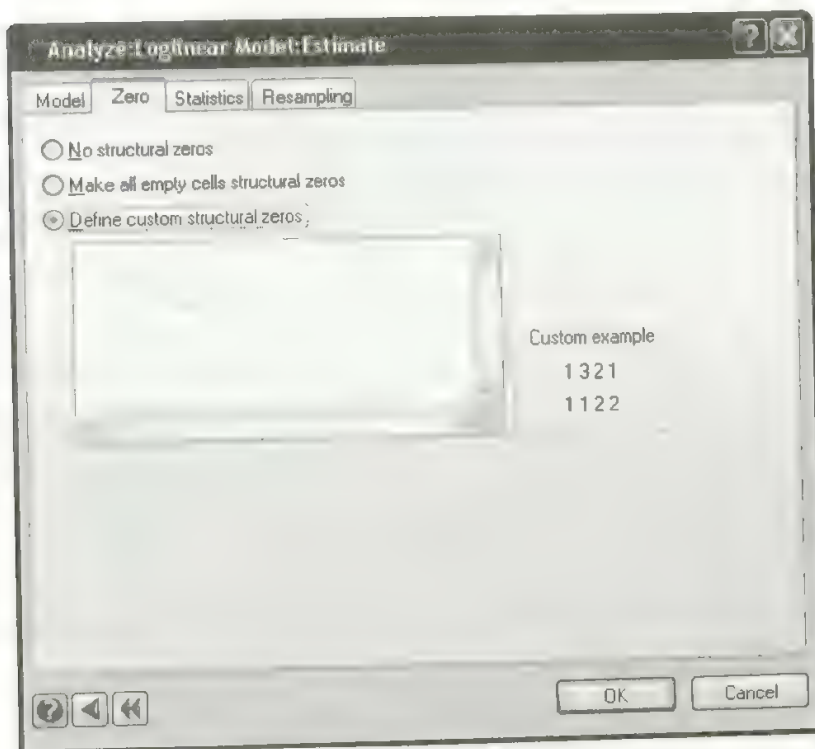 Analyze:Loglinear Model:Estimate
Model Zero Statistics Resampling
No structural zeros
Make all empty cells structural zeros
Define custom structural zeros
Custom example
1 3 2 1
1 1 2 2
OK Cancel